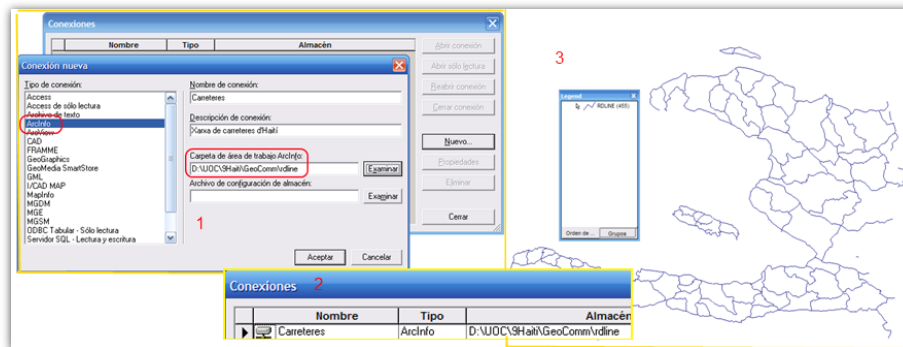 Conexiones
Nombre Tipo Almacén
Abrir conexión
Abrir sólo lectura
Reabrir conexión
Cerrar conexión
Nuevo...
Propiedades
Eliminar
Cerrar
Conexión nueva
Tipo de conexión:
Access
Access de sólo lectura
Archivo de texto
ArcInfo
ArcView
CAD
FRAMME
GeoGraphics
GeoMedia SmartStore
GML
I/CAD MAP
MapInfo
MGDM
MGE
MGSM
ODBC Tabular - Sólo lectura
Servidor SQL - Lectura y escritura
Nombre de conexión:
Carreteres
Descripción de conexión:
Xarxa de carreteres d'Haití
Carpeta de área de trabajo ArcInfo:
D:\UOC\9Haiti\GeoComm\rdline
Examinar
Archivo de configuración de almacén:
Examinar
1
Aceptar Cancelar
Conexiones 2
Nombre Tipo Almacén
Carreteres ArcInfo D:\UOC\9Haiti\GeoComm\rdline
3
Legend x
RDLINE (455)
Orden de ... Grupos